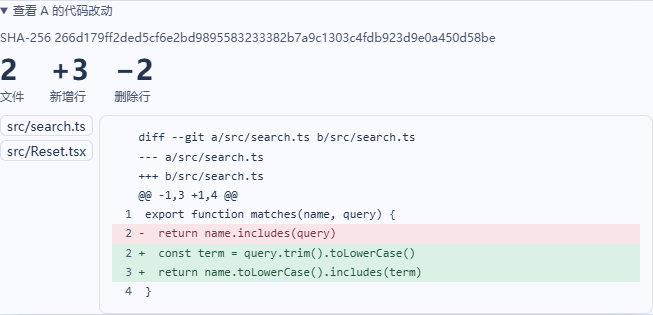 ▼ 查看 A 的代码改动
SHA-256 266d179ff2ded5cf6e2bd9895583233382b7a9c1303c4fdb923d9e0a450d58be
2 +3 −2
文件 新增行 删除行
src/search.ts
src/Reset.tsx
diff --git a/src/search.ts b/src/search.ts
--- a/src/search.ts
+++ b/src/search.ts
@@ -1,3 +1,4 @@
1 export function matches(name, query) {
2 - return name.includes(query)
2 + const term = query.trim().toLowerCase()
3 + return name.toLowerCase().includes(term)
4 }